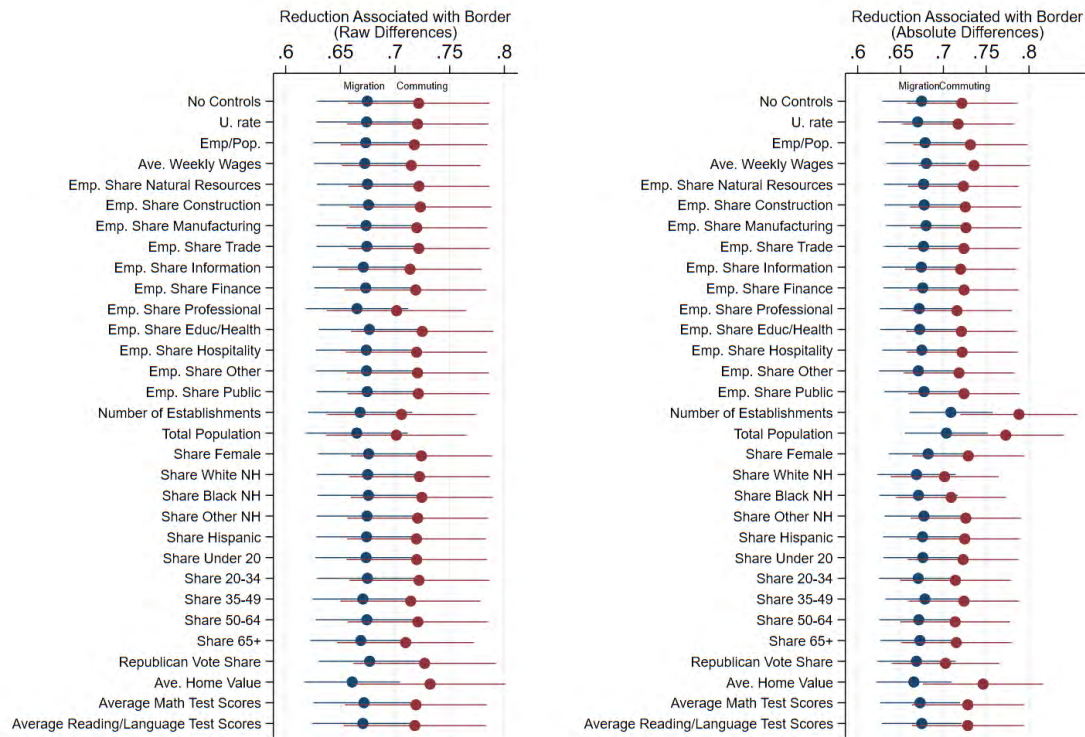 Reduction Associated with Border
(Raw Differences)
.6 .65 .7 .75 .8
Migration Commuting
No Controls
U. rate
Emp/Pop.
Ave. Weekly Wages
Emp. Share Natural Resources
Emp. Share Construction
Emp. Share Manufacturing
Emp. Share Trade
Emp. Share Information
Emp. Share Finance
Emp. Share Professional
Emp. Share Educ/Health
Emp. Share Hospitality
Emp. Share Other
Emp. Share Public
Number of Establishments
Total Population
Share Female
Share White NH
Share Black NH
Share Other NH
Share Hispanic
Share Under 20
Share 20-34
Share 35-49
Share 50-64
Share 65+
Republican Vote Share
Ave. Home Value
Average Math Test Scores
Average Reading/Language Test Scores
Reduction Associated with Border
(Absolute Differences)
.6 .65 .7 .75 .8
Migration Commuting
No Controls
U. rate
Emp/Pop.
Ave. Weekly Wages
Emp. Share Natural Resources
Emp. Share Construction
Emp. Share Manufacturing
Emp. Share Trade
Emp. Share Information
Emp. Share Finance
Emp. Share Professional
Emp. Share Educ/Health
Emp. Share Hospitality
Emp. Share Other
Emp. Share Public
Number of Establishments
Total Population
Share Female
Share White NH
Share Black NH
Share Other NH
Share Hispanic
Share Under 20
Share 20-34
Share 35-49
Share 50-64
Share 65+
Republican Vote Share
Ave. Home Value
Average Math Test Scores
Average Reading/Language Test Scores